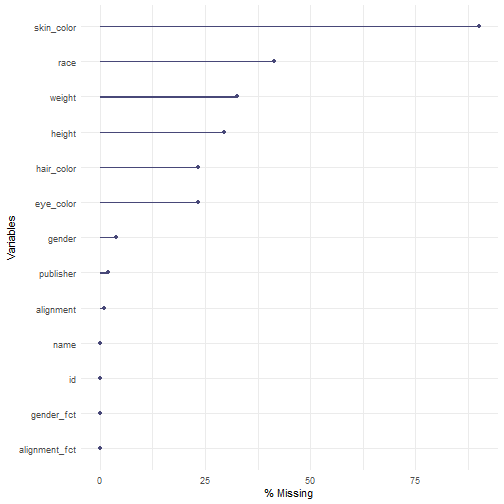 skin_color
race
weight
height
hair_color
eye_color
gender
publisher
alignment
name
id
gender_fct
alignment_fct
Variables
0 25 50 75
% Missing